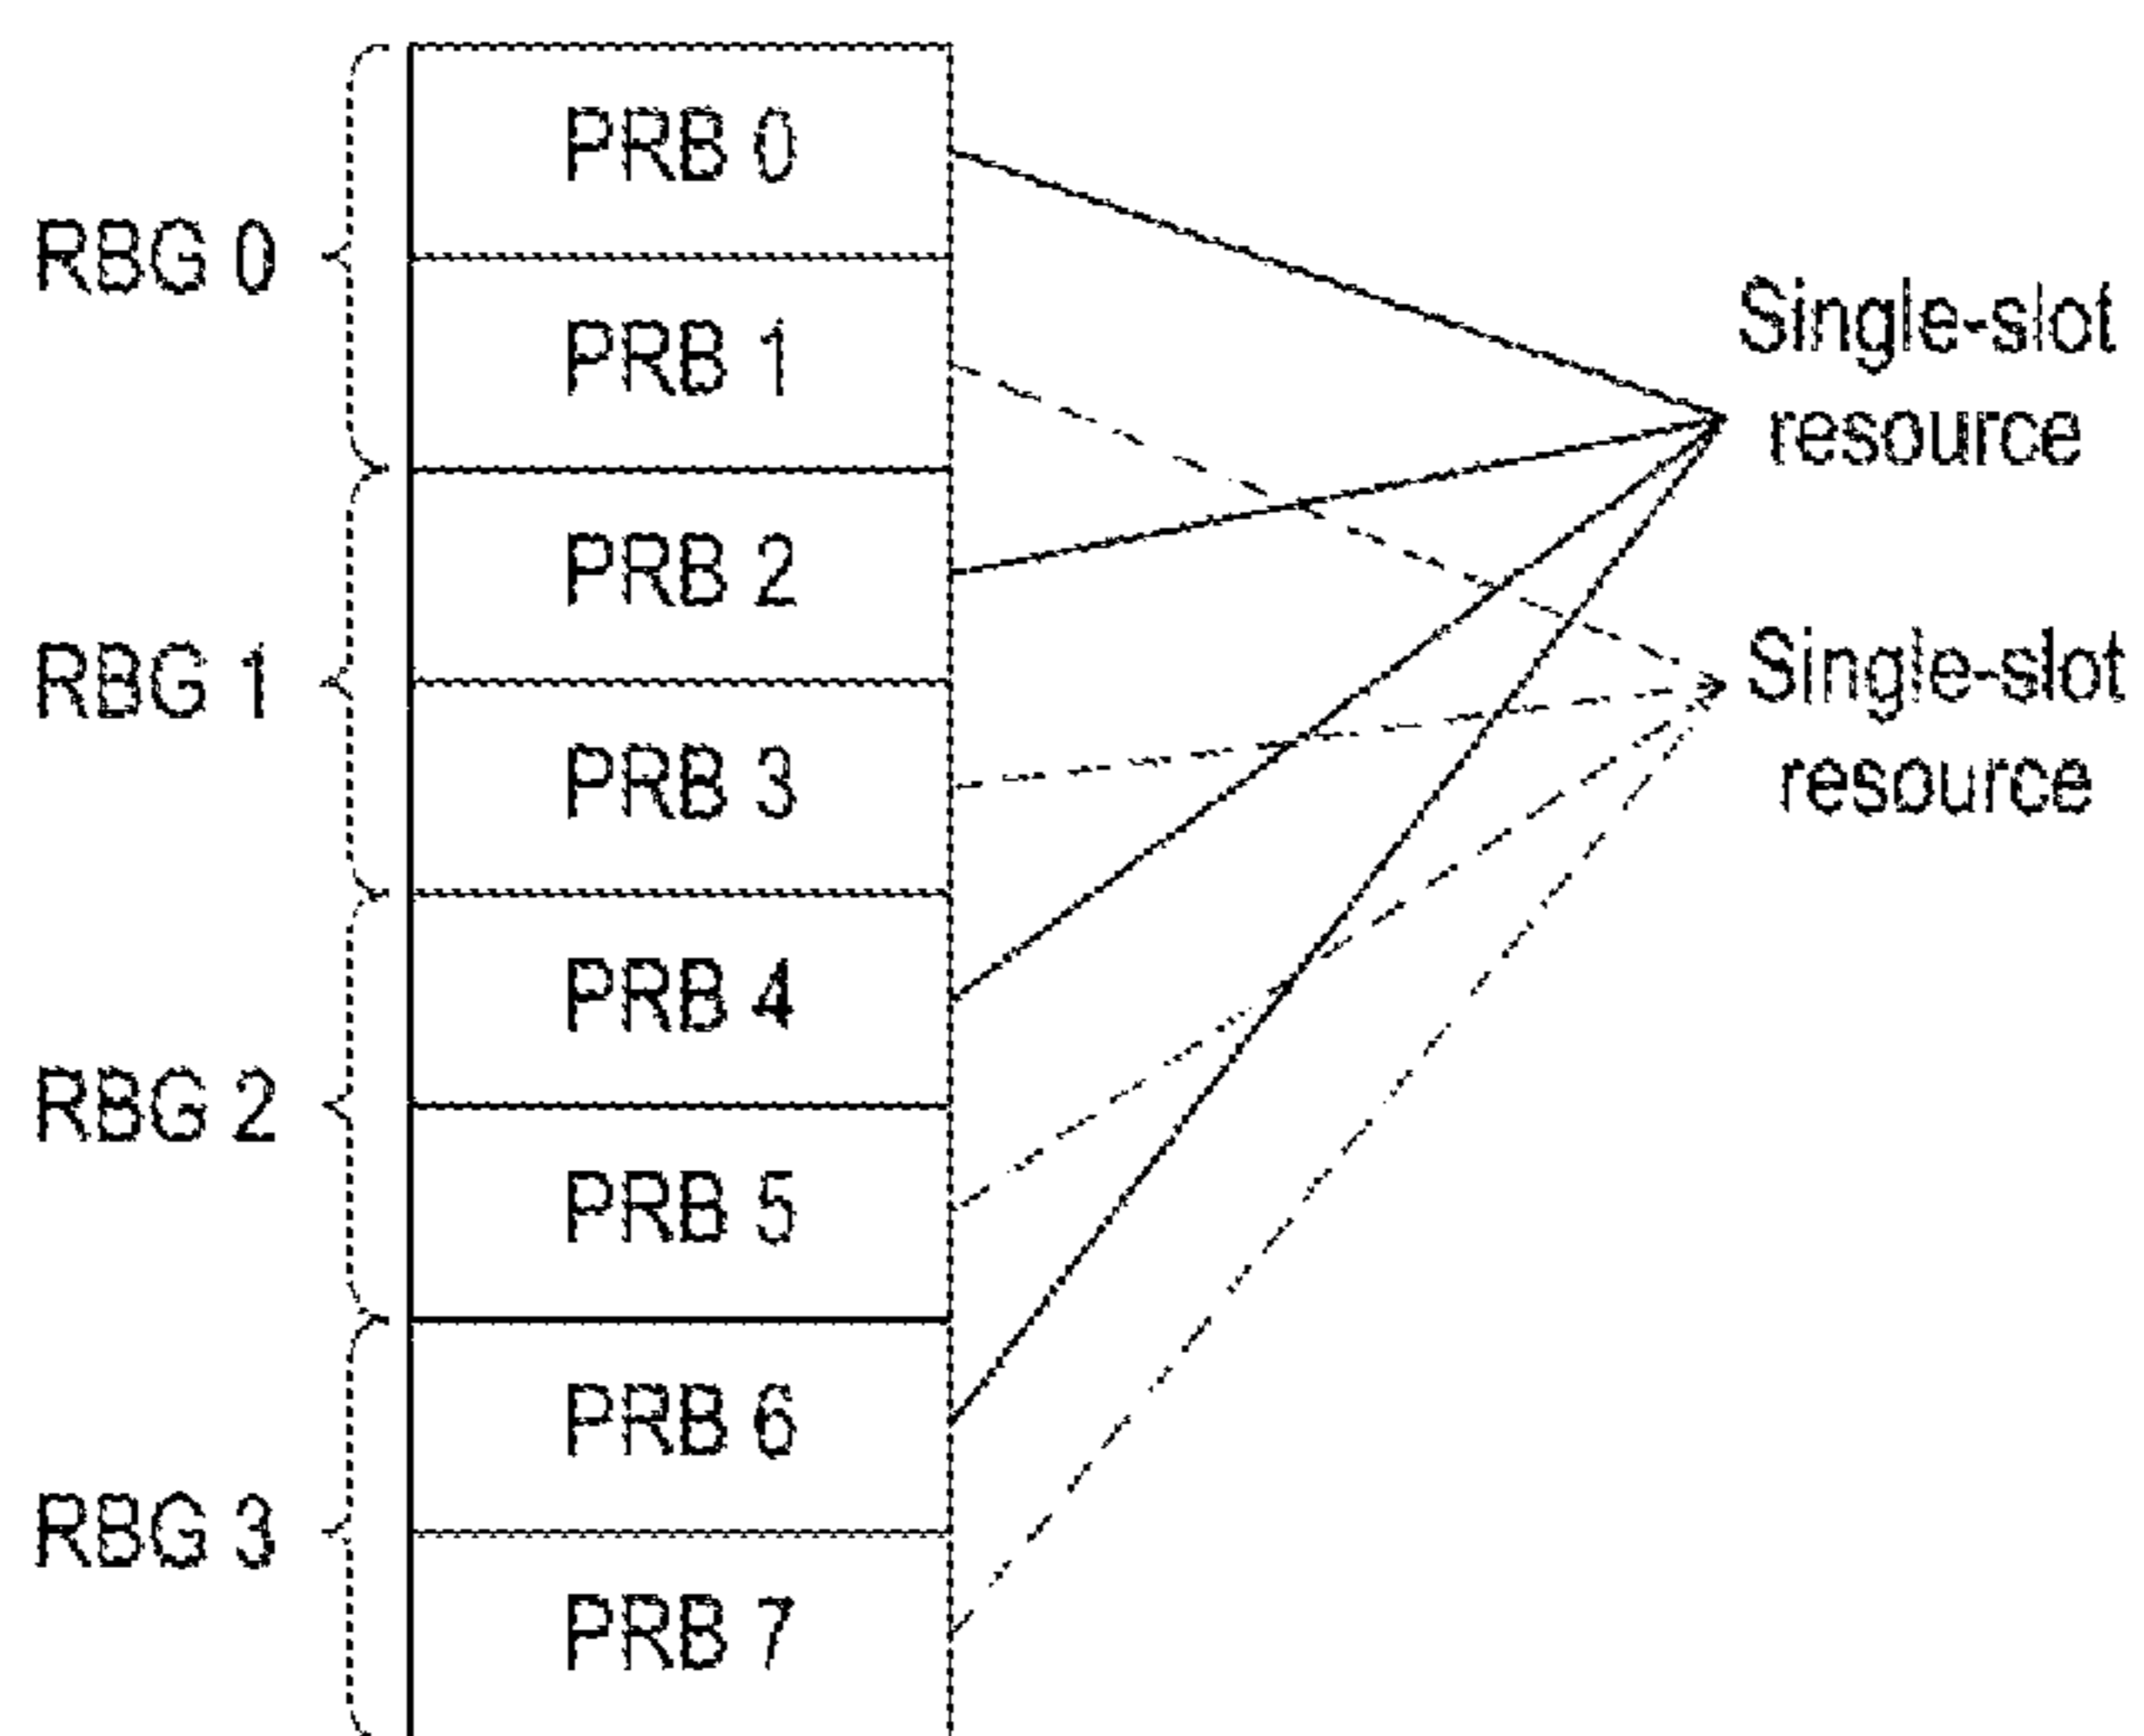 PRB 0
RBG 0
PRB 1
Single-slot
resource
PRB 2
RBG 1
Single-slot
resource
PRB 3
PRB 4
RBG 2
PRB 5
PRB 6
RBG 3
PRB 7